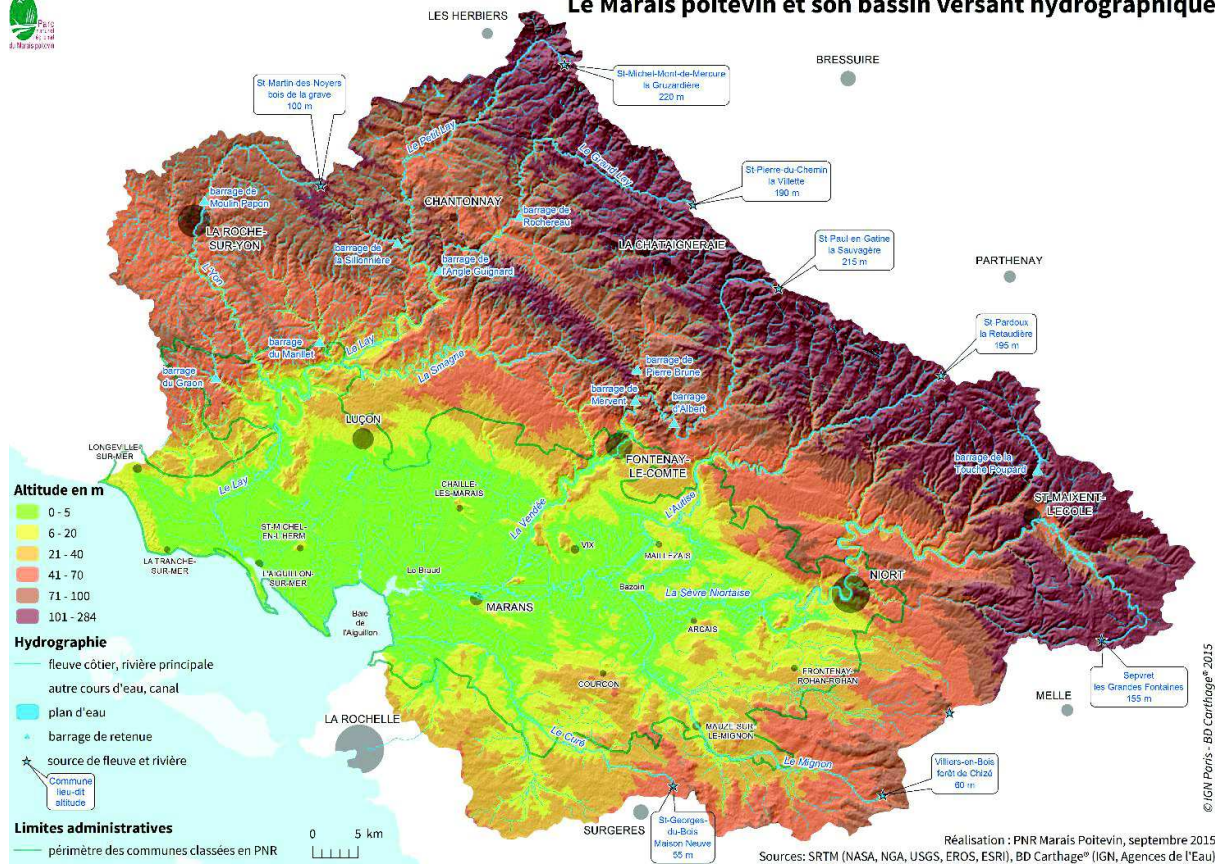 Le Marais poitevin et son bassin versant hydrographique
Parc
naturel
régional
du Marais poitevin
LES HERBIERS
BRESSUIRE
St-Michel-Mont-de-Mercure
la Gruzardière
220 m
St-Martin-des-Noyers
bois de la grave
100 m
Le Petit Lay
Le Grand Lay
St-Pierre-du-Chemin
la Villette
190 m
barrage de
Moulin Papon
CHANTONNAY
barrage de
Rochereau
LA ROCHE-
SUR-YON
LA CHATAIGNERAIE
St-Paul en Gatine
la Sauvagère
215 m
barrage de
la Sillonnière
barrage de
l'Angle Guignard
PARTHENAY
L'Yon
St-Pardoux
la Retaudière
195 m
barrage
du Marillet
Le Lay
La Smagne
barrage de
Pierre Brune
barrage
du Graon
barrage de
Mervent
barrage
d'Albert
LUÇON
LONGEVILLE-
SUR-MER
FONTENAY-
LE-COMTE
barrage de la
Touche Poupard
Le Lay
CHAILLE-
LES-MARAIS
La Vendée
L'Autise
ST-MAIXENT-
L'ECOLE
ST-MICHEL-
EN-L'HERM
VIX
MAILLEZAIS
LA TRANCHE-
SUR-MER
L'AIGUILLON-
SUR-MER
Le Braud
Bazoin
La Sèvre Niortaise
NIORT
MARANS
Baie
de
l'Aiguillon
ARCAIS
COURCON
FRONTENAY-
ROHAN-ROHAN
Sepvret
les Grandes Fontaines
155 m
MELLE
LA ROCHELLE
Le Curé
MAUZE-SUR-
LE-MIGNON
Le Mignon
Villiers-en-Bois
forêt de Chizé
60 m
SURGERES
St-Georges-
du-Bois
Maison Neuve
55 m
Altitude en m
0 - 5
6 - 20
21 - 40
41 - 70
71 - 100
101 - 284
Hydrographie
fleuve côtier, rivière principale
autre cours d'eau, canal
plan d'eau
barrage de retenue
source de fleuve et rivière
Commune
lieu-dit
altitude
Limites administratives
périmètre des communes classées en PNR
0 5 km
© IGN Paris - BD Carthage® 2015
Réalisation : PNR Marais Poitevin, septembre 2015
Sources: SRTM (NASA, NGA, USGS, EROS, ESRI), BD Carthage® (IGN, Agences de l'Eau)